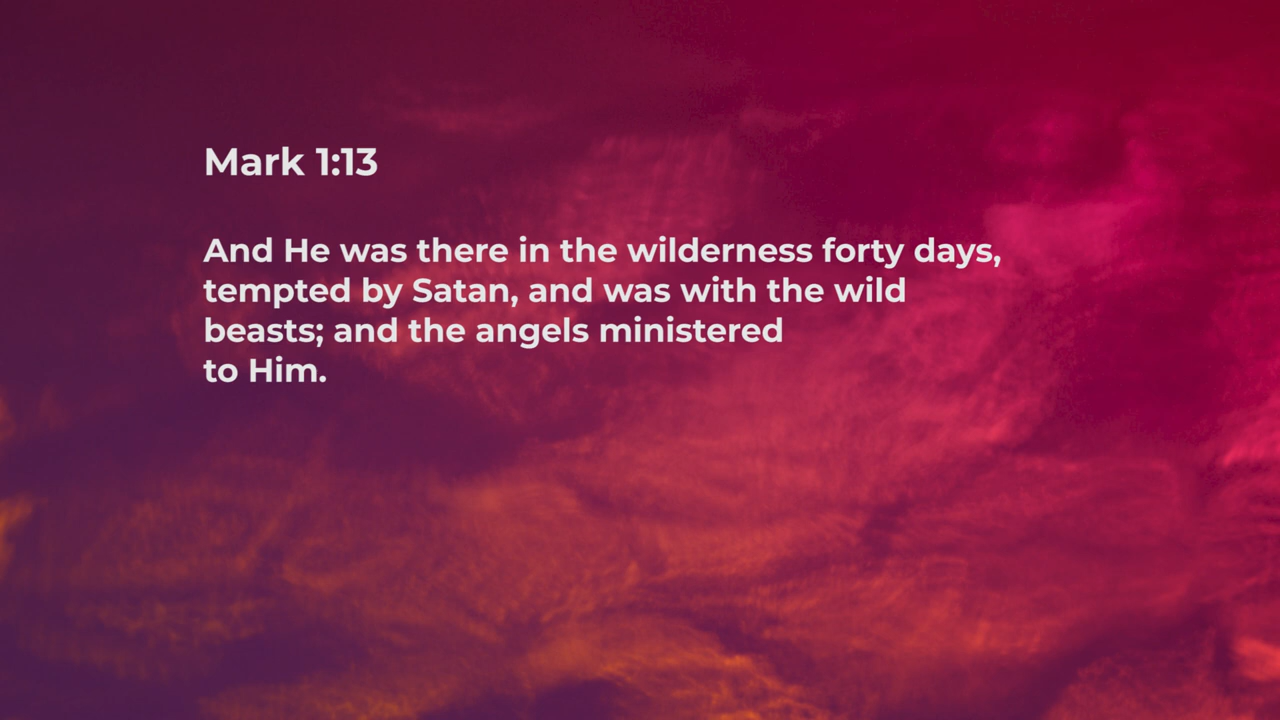 Mark 1:13
And He was there in the wilderness forty days,
tempted by Satan, and was with the wild
beasts; and the angels ministered
to Him.